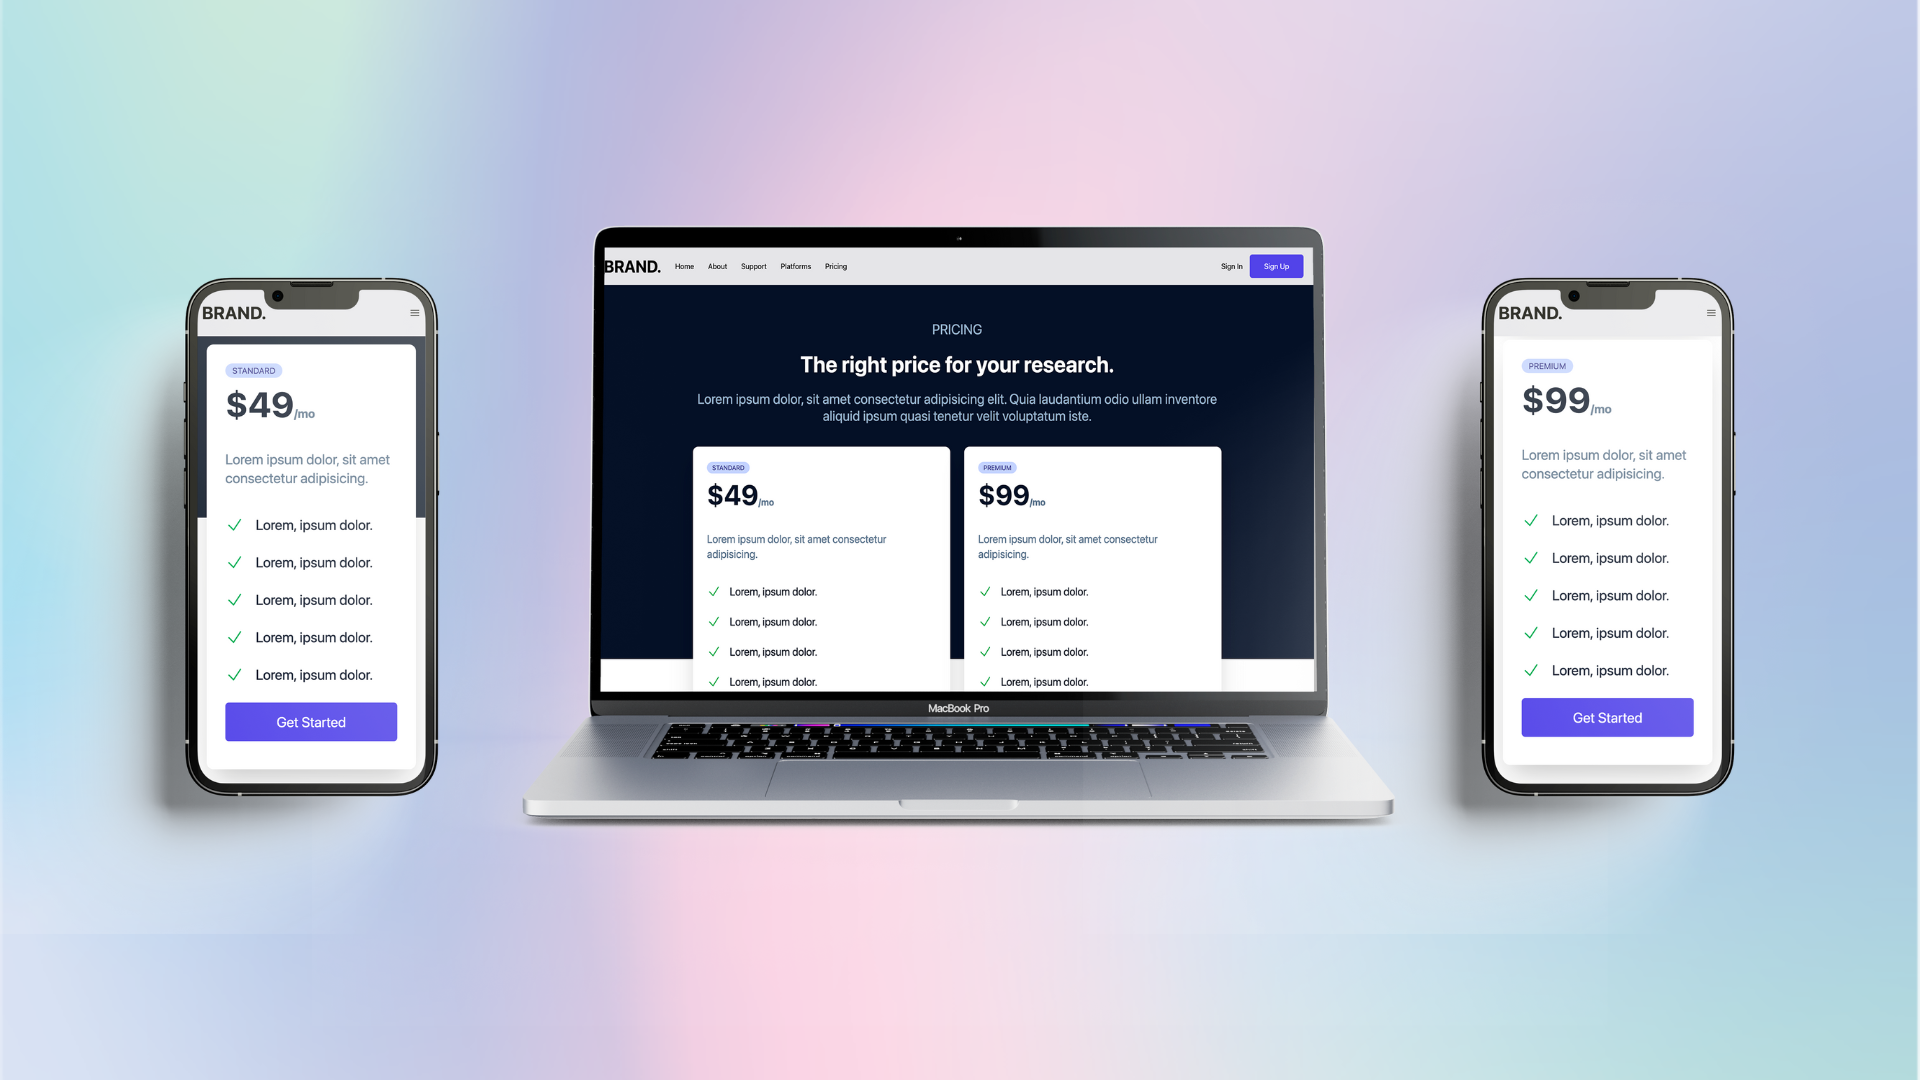 BRAND.
STANDARD
$49/mo
Lorem ipsum dolor, sit amet
consectetur adipisicing.
Lorem, ipsum dolor.
Lorem, ipsum dolor.
Lorem, ipsum dolor.
Lorem, ipsum dolor.
Lorem, ipsum dolor.
Get Started
BRAND. Home About Support Platforms Pricing Sign In Sign Up
PRICING
The right price for your research.
Lorem ipsum dolor, sit amet consectetur adipisicing elit. Quia laudantium odio ullam inventore
aliquid ipsum quasi tenetur velit voluptatum iste.
STANDARD
$49/mo
Lorem ipsum dolor, sit amet consectetur
adipisicing.
Lorem, ipsum dolor.
Lorem, ipsum dolor.
Lorem, ipsum dolor.
Lorem, ipsum dolor.
PREMIUM
$99/mo
Lorem ipsum dolor, sit amet consectetur
adipisicing.
Lorem, ipsum dolor.
Lorem, ipsum dolor.
Lorem, ipsum dolor.
Lorem, ipsum dolor.
MacBook Pro
BRAND.
PREMIUM
$99/mo
Lorem ipsum dolor, sit amet
consectetur adipisicing.
Lorem, ipsum dolor.
Lorem, ipsum dolor.
Lorem, ipsum dolor.
Lorem, ipsum dolor.
Lorem, ipsum dolor.
Get Started